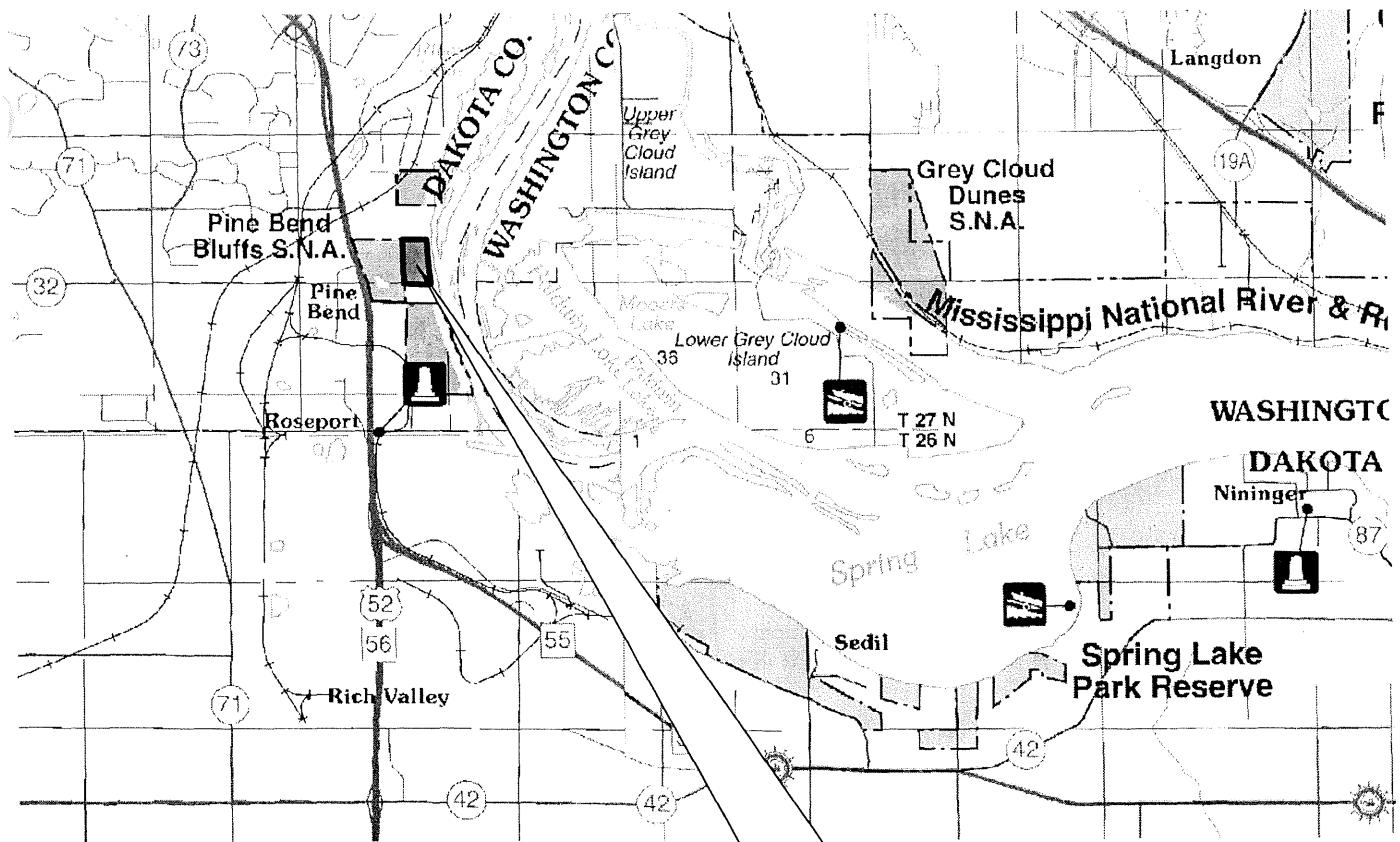 73
DAKOTA CO.
WASHINGTON C
Langdon
Upper
Grey
Cloud
Island
71
19A
Grey Cloud
Dunes
S.N.A.
Pine Bend
Bluffs S.N.A.
32
Pine
Bend
Mooers
Lake
Mississippi National River & R
Lower Grey Cloud
Island
36
31
Roseport
T 27 N
T 26 N
1
6
WASHINGTO
DAKOTA
Nininger
87
Spring Lake
52
56
55
Sedil
Spring Lake
Park Reserve
71
Rich Valley
42
42
42